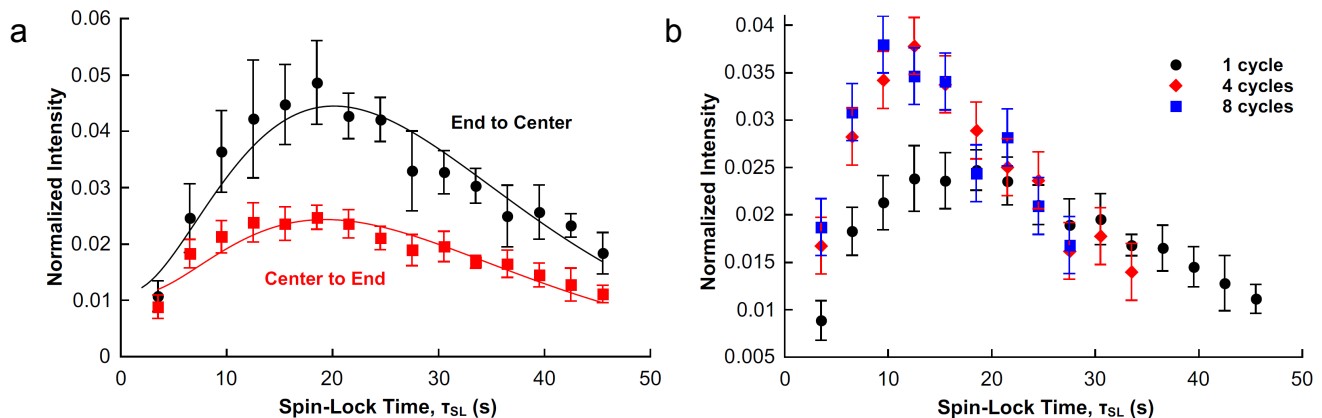 a
0.06
0.05
0.04
0.03
0.02
0.01
0
Normalized Intensity
End to Center
Center to End
0 10 20 30 40 50
Spin-Lock Time, τSL (s)
b
0.04
0.035
0.03
0.025
0.02
0.015
0.01
0.005
Normalized Intensity
1 cycle
4 cycles
8 cycles
0 10 20 30 40 50
Spin-Lock Time, τSL (s)